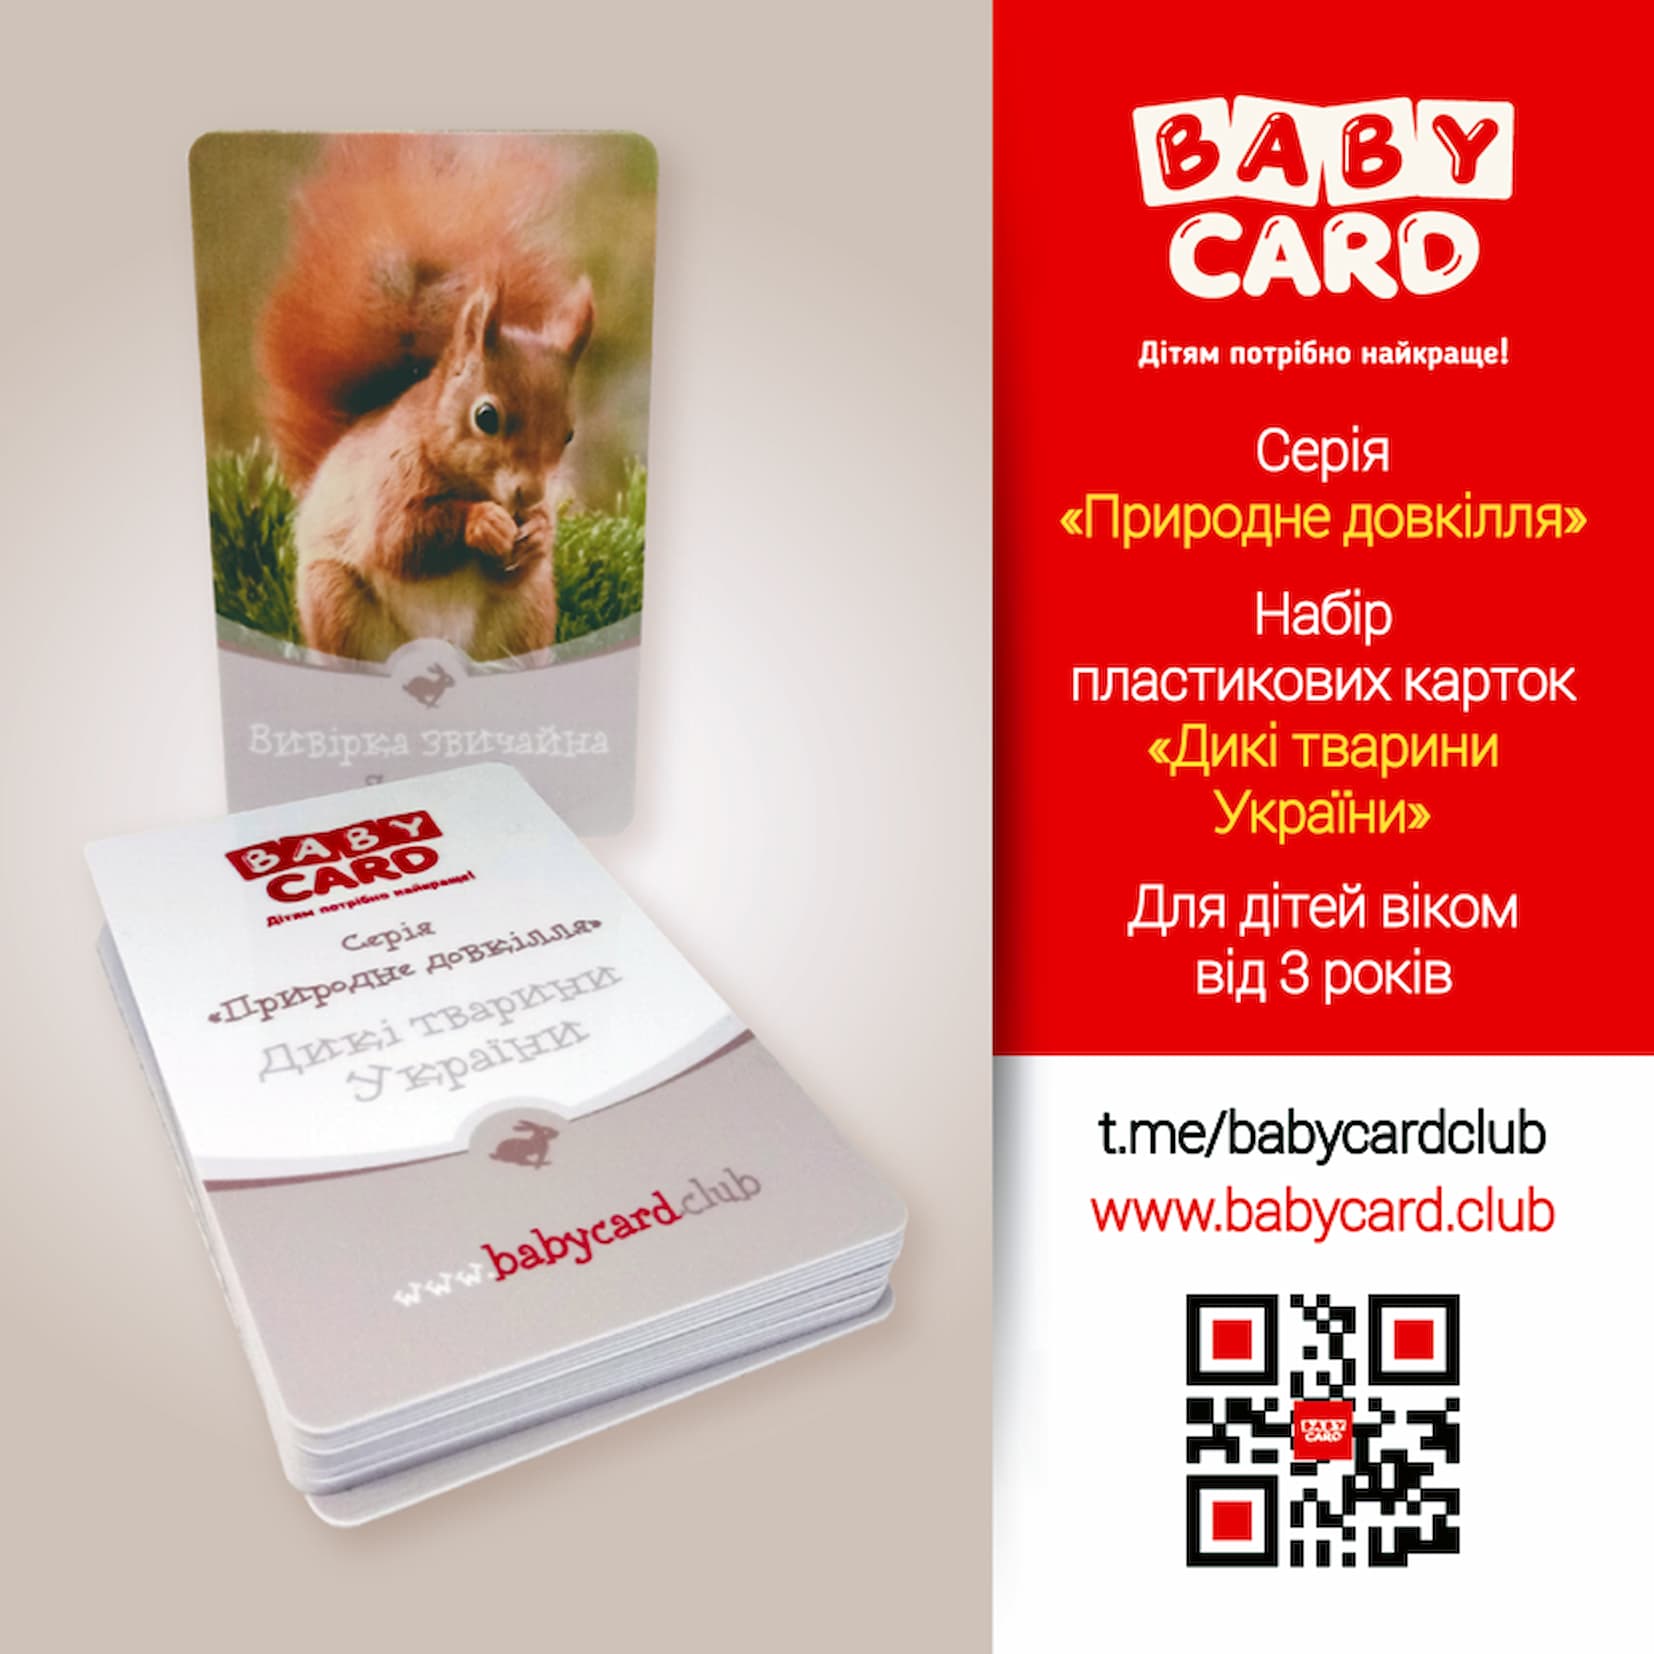 Вивірка звичайна
BABY
CARD
Дітям потрібно найкраще!
Серія
«Природне довкілля»
Дикі тварини
України
www.babycard.club
BABY
CARD
Дітям потрібно найкраще!
Серія
«Природне довкілля»
Набір
пластикових карток
«Дикі тварини
України»
Для дітей віком
від 3 років
t.me/babycardclub
www.babycard.club
BABY
CARD